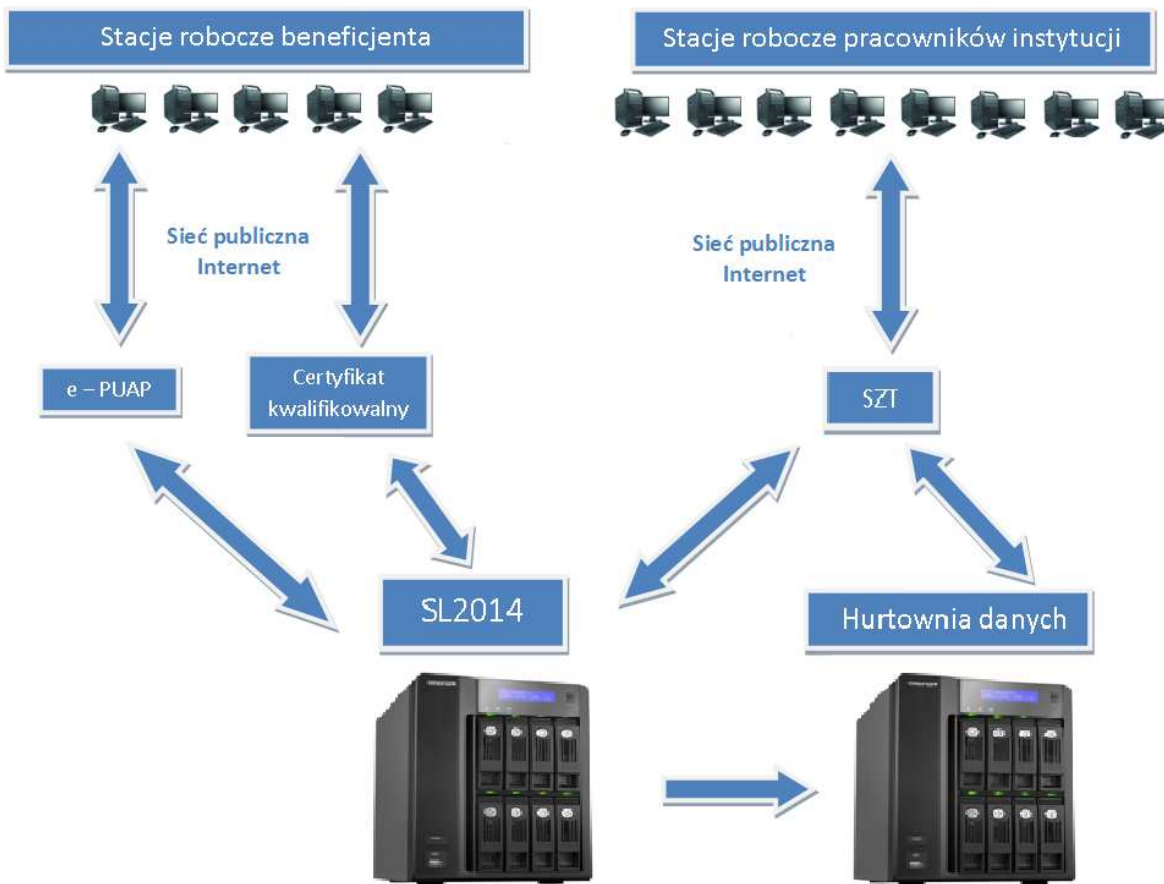 Stacje robocze beneficjenta
Stacje robocze pracowników instytucji
Sieć publiczna
Internet
Sieć publiczna
Internet
e – PUAP
Certyfikat
kwalifikowalny
SZT
SL2014
Hurtownia danych